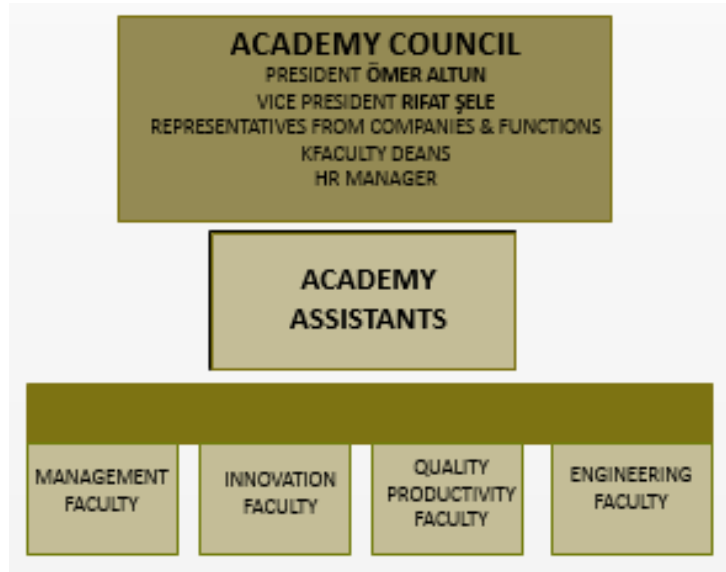 ACADEMY COUNCIL
PRESIDENT ÖMER ALTUN
VICE PRESIDENT RIFAT ŞELE
REPRESENTATIVES FROM COMPANIES & FUNCTIONS
KFACULTY DEANS
HR MANAGER
ACADEMY
ASSISTANTS
MANAGEMENT
FACULTY
INNOVATION
FACULTY
QUALITY
PRODUCTIVITY
FACULTY
ENGINEERING
FACULTY